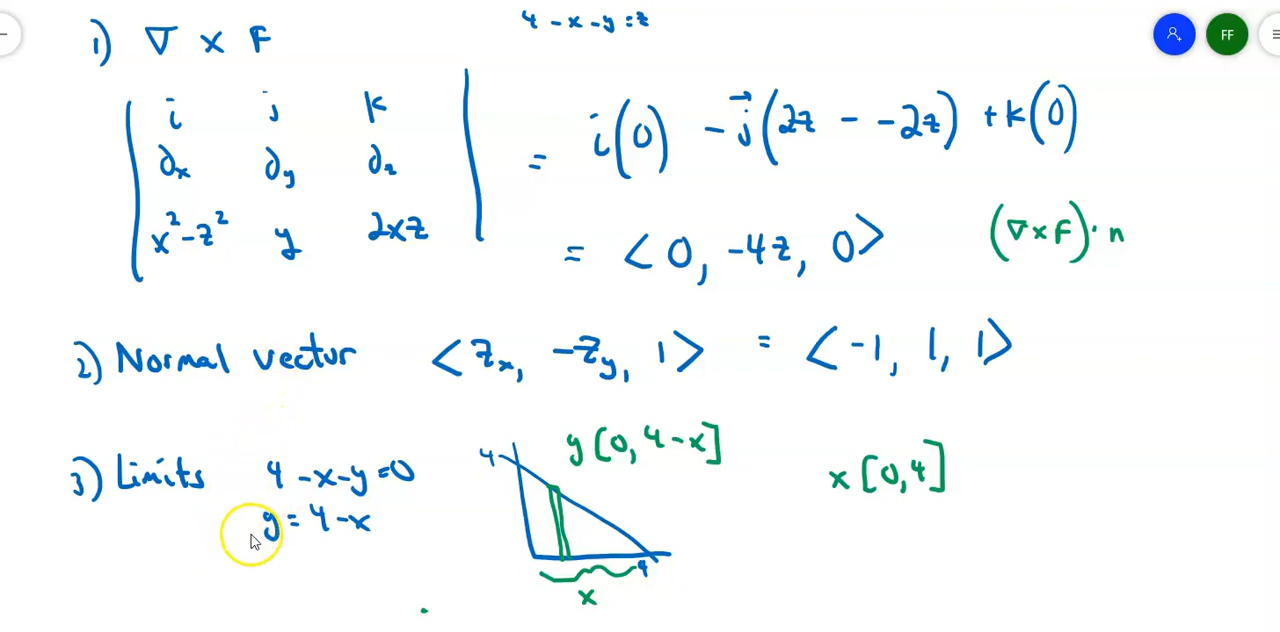 4 - x - y = z
1) ∇ × F
FF
i j k
∂x ∂y ∂z
x² - z² y 2xz
= i(0) - j⃗(2z - -2z) + k(0)
= <0, -4z, 0>
(∇×F)·n
2) Normal vector <Zx, -Zy, 1> = <-1, 1, 1>
3) Limits 4 - x - y = 0
y = 4 - x
4
y [0, 4-x]
x [0, 4]
4
x